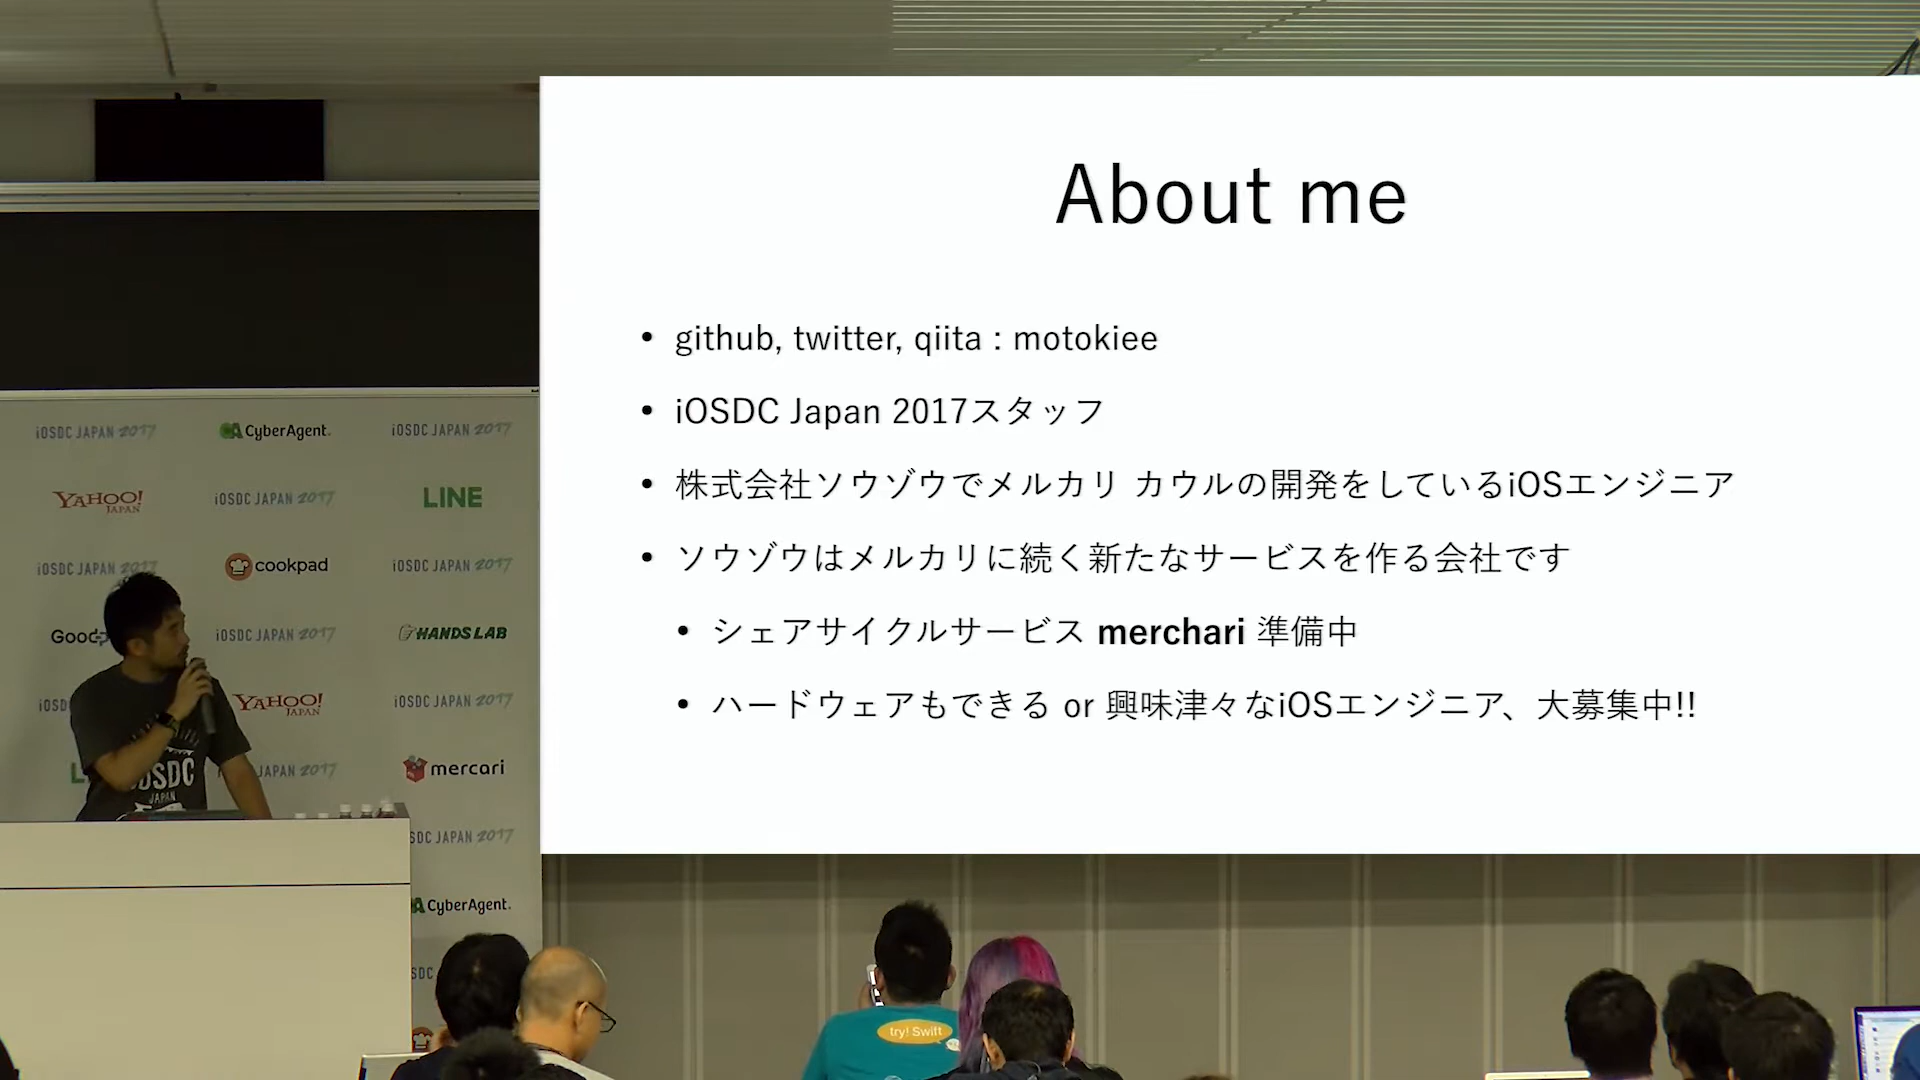 About me
• github, twitter, qiita : motokiee
• iOSDC Japan 2017スタッフ
• 株式会社ソウゾウでメルカリ カウルの開発をしているiOSエンジニア
• ソウゾウはメルカリに続く新たなサービスを作る会社です
• シェアサイクルサービス merchari 準備中
• ハードウェアもできる or 興味津々なiOSエンジニア、大募集中!!
iOSDC JAPAN 2017 CyberAgent. iOSDC JAPAN 2017
YAHOO! JAPAN iOSDC JAPAN 2017 LINE
iOSDC JAPAN 2017 cookpad iOSDC JAPAN 2017
Good iOSDC JAPAN 2017 HANDS LAB
iOSD YAHOO! JAPAN iOSDC JAPAN 2017
L JAPAN 2017 mercari
iOSDC JAPAN
SDC JAPAN 2017
CyberAgent.
SDC
try! Swift